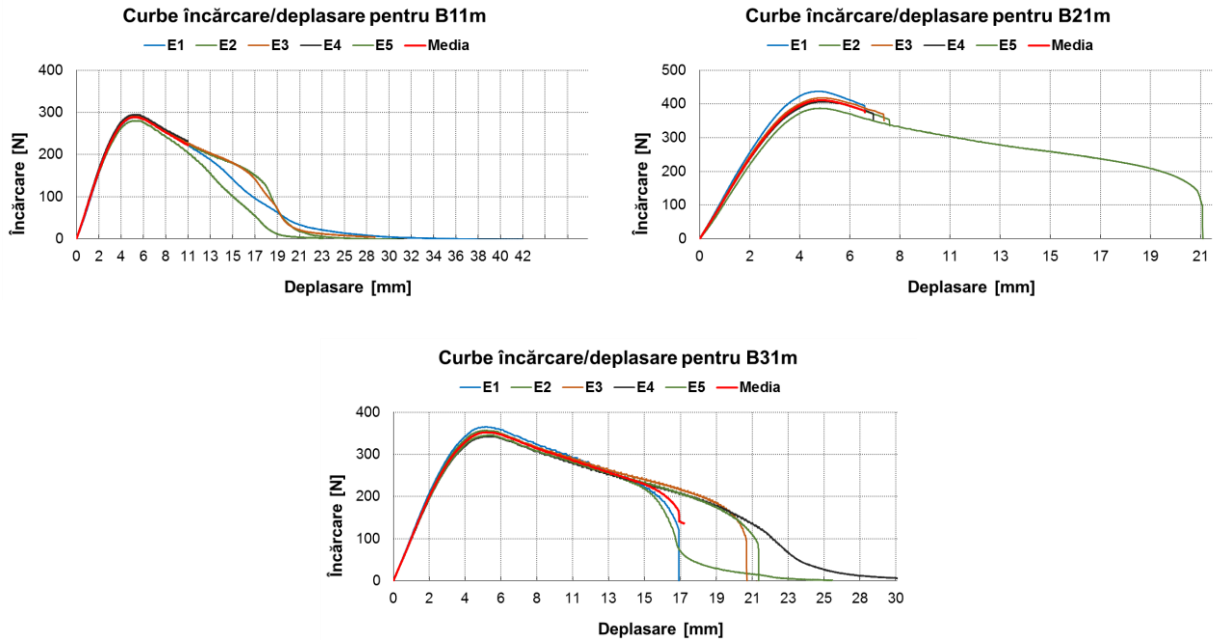 Curbe încărcare/deplasare pentru B11m
E1 E2 E3 E4 E5 Media
400
300
200
100
0
Încărcare [N]
0 2 4 6 8 11 13 15 17 19 21 23 25 28 30 32 34 36 38 40 42
Deplasare [mm]
Curbe încărcare/deplasare pentru B21m
E1 E2 E3 E4 E5 Media
500
400
300
200
100
0
Încărcare [N]
0 2 4 6 8 11 13 15 17 19 21
Deplasare [mm]
Curbe încărcare/deplasare pentru B31m
E1 E2 E3 E4 E5 Media
400
300
200
100
0
Încărcare [N]
0 2 4 6 8 11 13 15 17 19 21 23 25 28 30
Deplasare [mm]